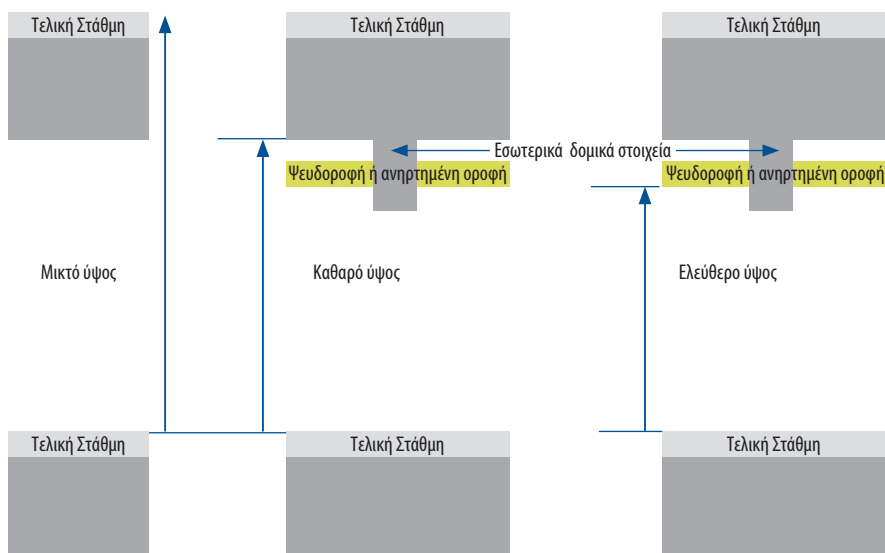 Τελική Στάθμη Τελική Στάθμη Τελική Στάθμη
Εσωτερικά δομικά στοιχεία
Ψευδοροφή ή ανηρτημένη οροφή Ψευδοροφή ή ανηρτημένη οροφή
Μικτό ύψος Καθαρό ύψος Ελεύθερο ύψος
Τελική Στάθμη Τελική Στάθμη Τελική Στάθμη